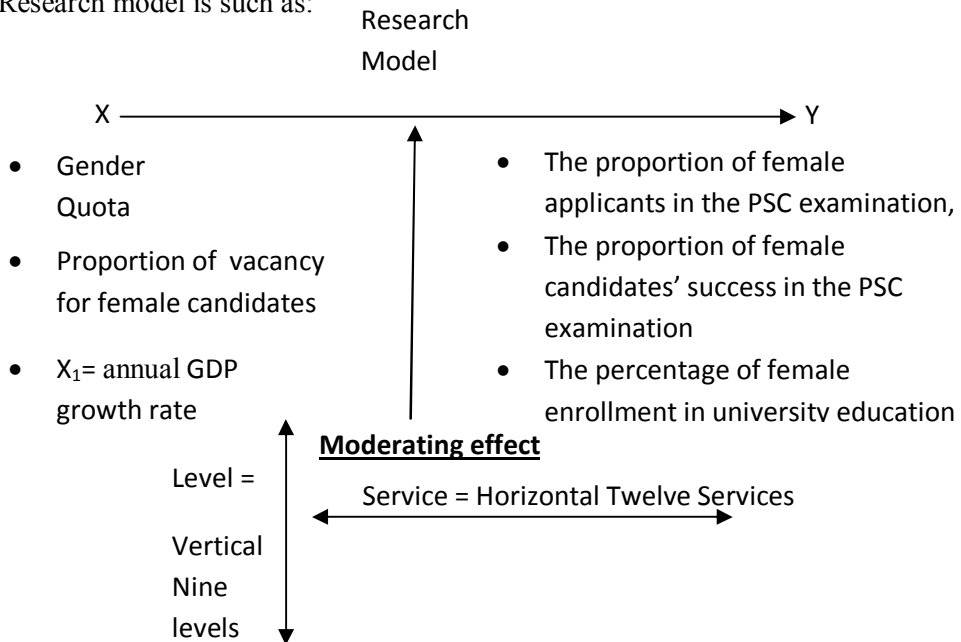 Research model is such as:
Research
Model
X
Y
• Gender
Quota
• Proportion of vacancy
for female candidates
• X₁= annual GDP
growth rate
• The proportion of female
applicants in the PSC examination,
• The proportion of female
candidates’ success in the PSC
examination
• The percentage of female
enrollment in university education
Moderating effect
Level =
Vertical
Nine
levels
Service = Horizontal Twelve Services